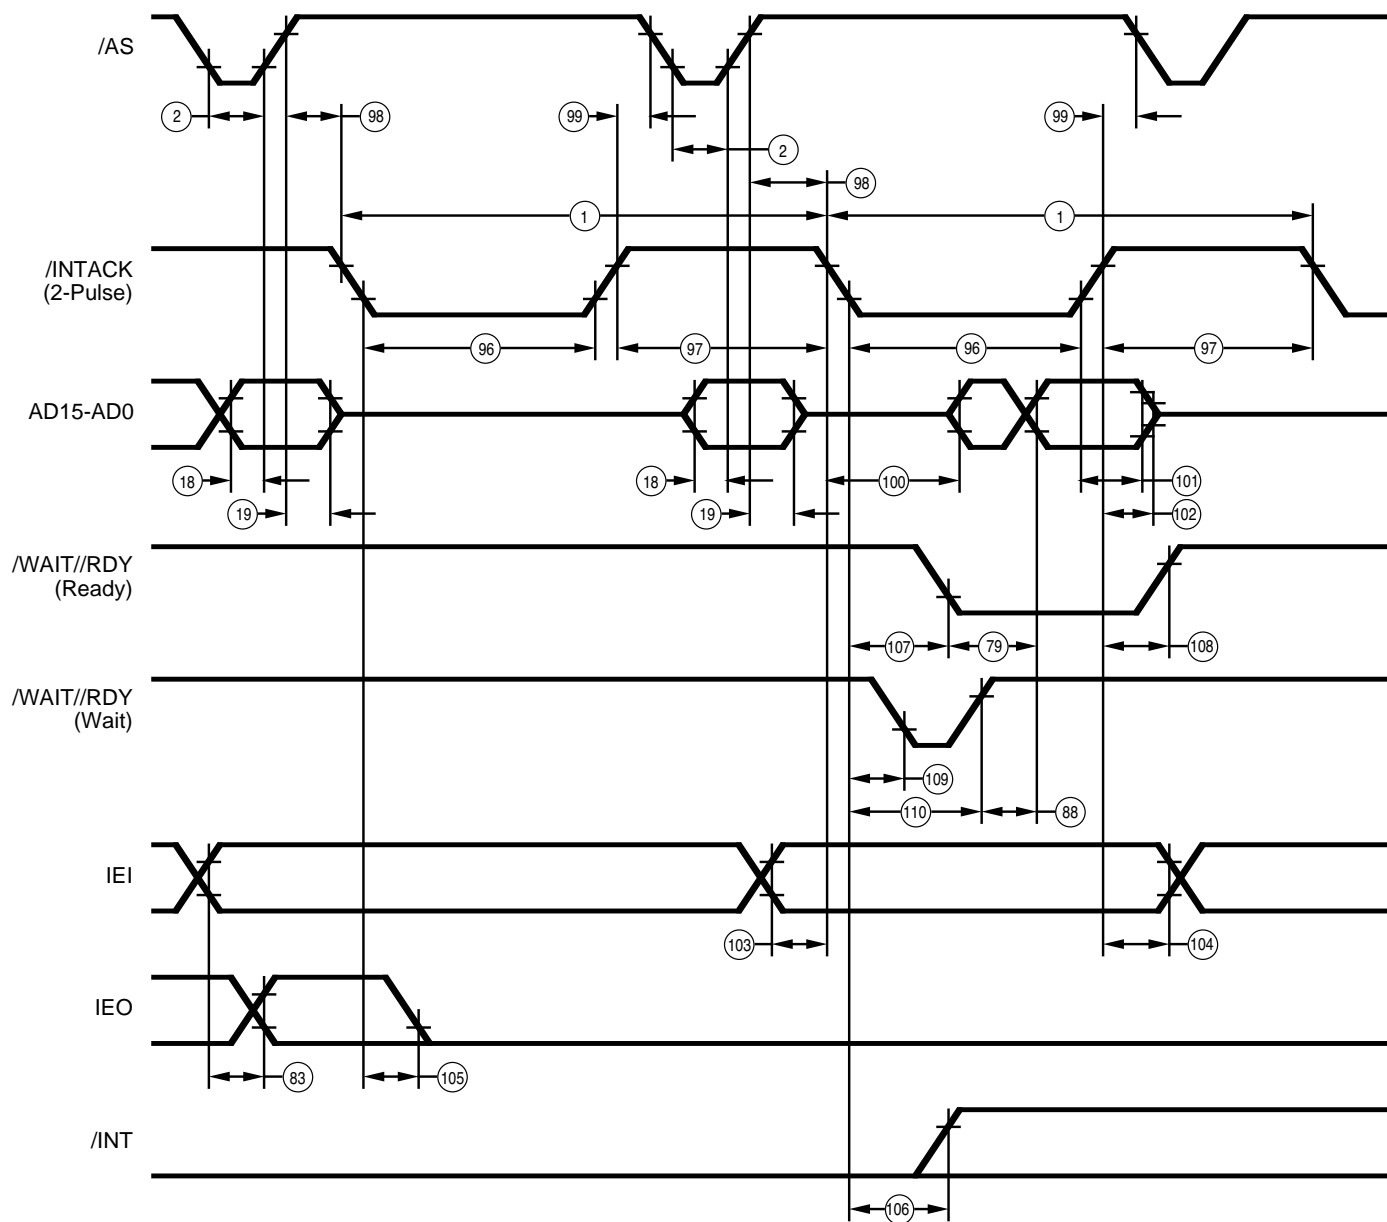 /AS
2
98
99
2
99
98
1
1
/INTACK
(2-Pulse)
96
97
96
97
AD15-AD0
18
18
100
101
19
19
102
/WAIT//RDY
(Ready)
107
79
108
/WAIT//RDY
(Wait)
109
110
88
IEI
103
104
IEO
83
105
/INT
106